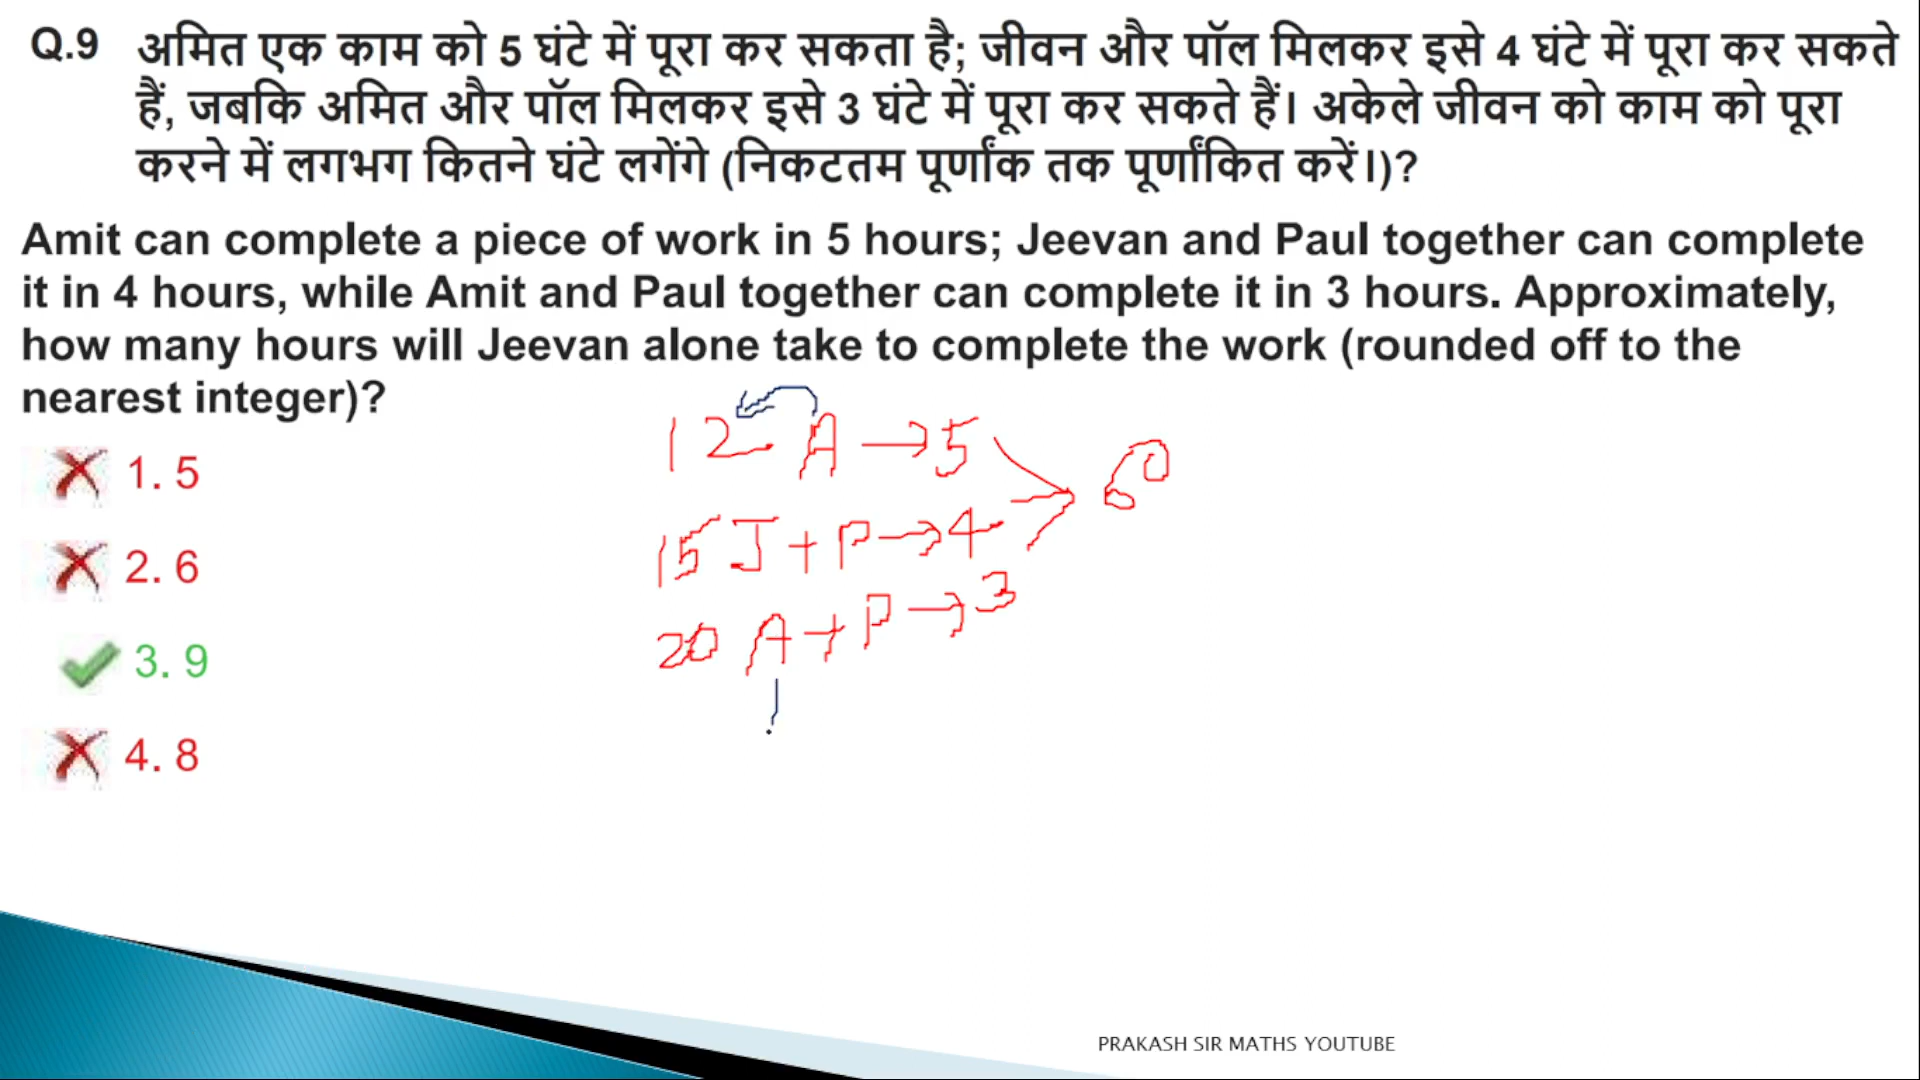 Q.9 अमित एक काम को 5 घंटे में पूरा कर सकता है; जीवन और पॉल मिलकर इसे 4 घंटे में पूरा कर सकते
हैं, जबकि अमित और पॉल मिलकर इसे 3 घंटे में पूरा कर सकते हैं। अकेले जीवन को काम को पूरा
करने में लगभग कितने घंटे लगेंगे (निकटतम पूर्णांक तक पूर्णांकित करें।)?
Amit can complete a piece of work in 5 hours; Jeevan and Paul together can complete
it in 4 hours, while Amit and Paul together can complete it in 3 hours. Approximately,
how many hours will Jeevan alone take to complete the work (rounded off to the
nearest integer)?
12 A → 5
60
15 J + P → 4
20 A + P → 3
1. 5
2. 6
3. 9
4. 8
PRAKASH SIR MATHS YOUTUBE